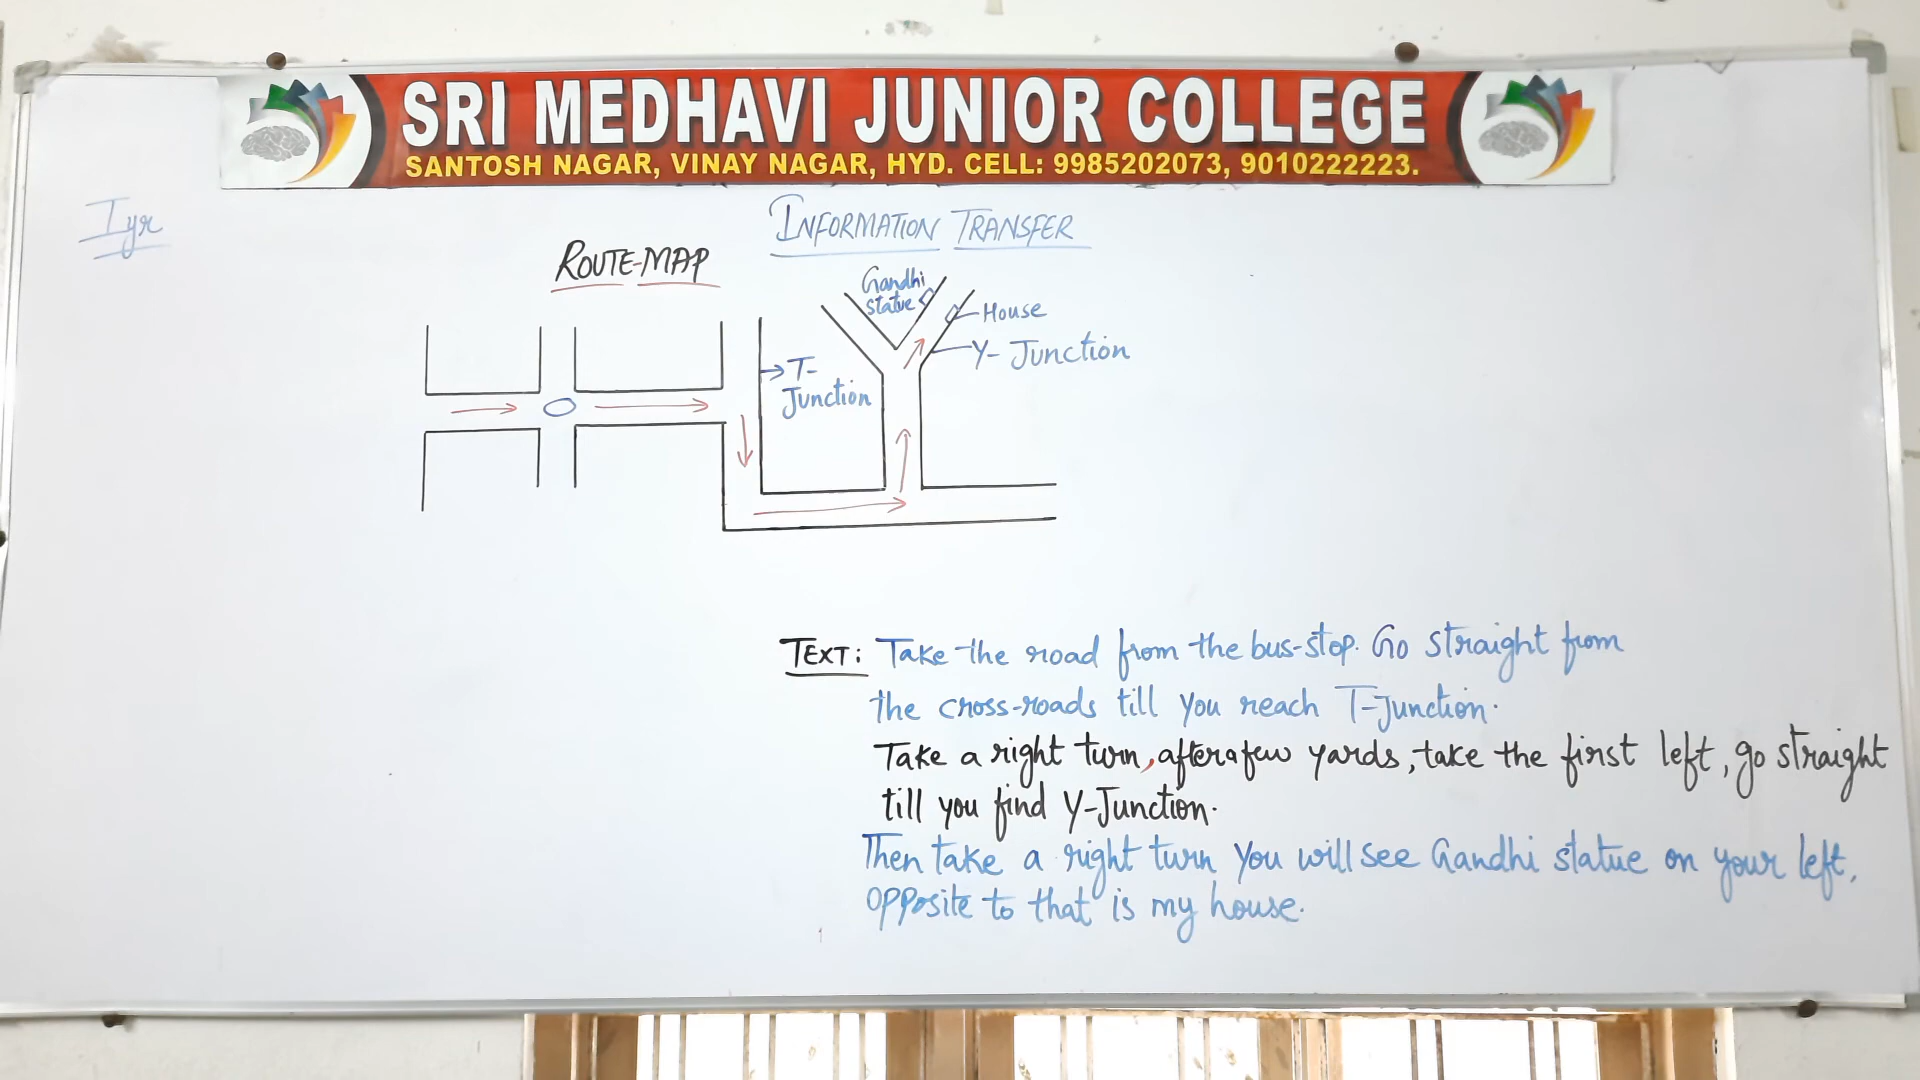 SRI MEDHAVI JUNIOR COLLEGE
SANTOSH NAGAR, VINAY NAGAR, HYD. CELL: 9985202073, 9010222223.
Iyr
INFORMATION TRANSFER
ROUTE-MAP
Gandhi
statue
House
Y- Junction
T-
Junction
TEXT: Take the road from the bus-stop. Go straight from
the cross-roads till you reach T-Junction.
Take a right turn, after a few yards, take the first left, go straight
till you find Y-Junction.
Then take a right turn You will see Gandhi statue on your left,
opposite to that is my house.